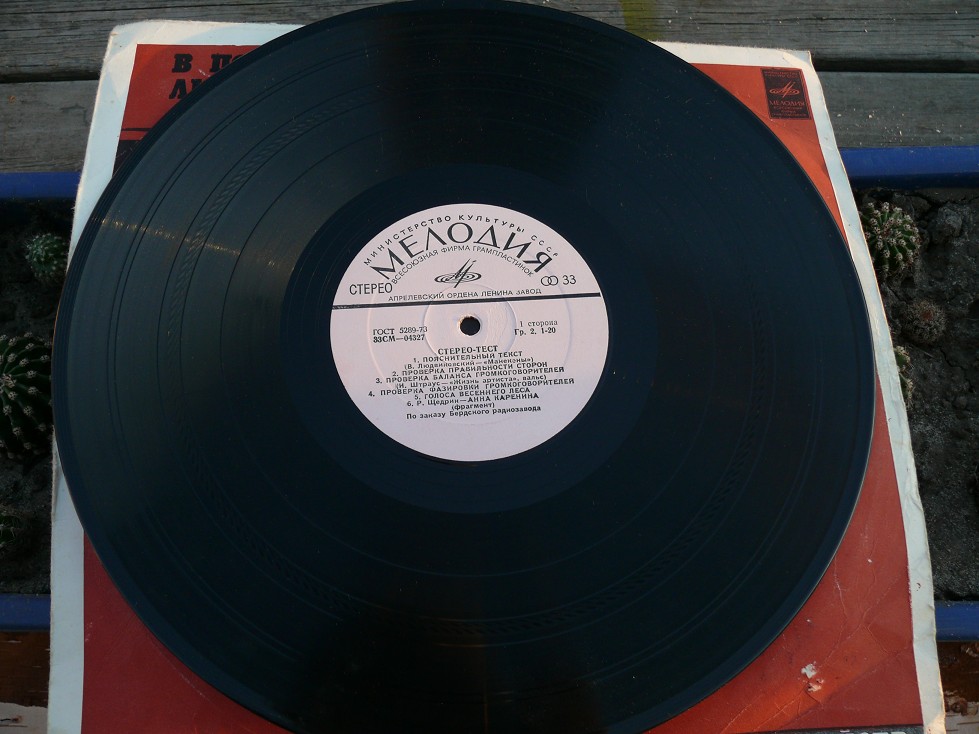 В П
МЕЛОДИЯ
МИНИСТЕРСТВО КУЛЬТУРЫ СССР
МЕЛОДИЯ
ВСЕСОЮЗНАЯ ФИРМА ГРАМПЛАСТИНОК
СТЕРЕО 33
АПРЕЛЕВСКИЙ ОРДЕНА ЛЕНИНА ЗАВОД
ГОСТ 5289-73 1 сторона
33СМ—04327 Гр. 2. 1-20
СТЕРЕО-ТЕСТ
1. ПОЯСНИТЕЛЬНЫЙ ТЕКСТ
(В. Людвиковский—«Манекены»)
2. ПРОВЕРКА ПРАВИЛЬНОСТИ СТОРОН
3. ПРОВЕРКА БАЛАНСА ГРОМКОГОВОРИТЕЛЕЙ
(И. Штраус—«Жизнь артиста», вальс)
4. ПРОВЕРКА ФАЗИРОВКИ ГРОМКОГОВОРИТЕЛЕЙ
5. ГОЛОСА ВЕСЕННЕГО ЛЕСА
6. Р. Щедрин—АННА КАРЕНИНА
(фрагмент)
По заказу Бердского радиозавода